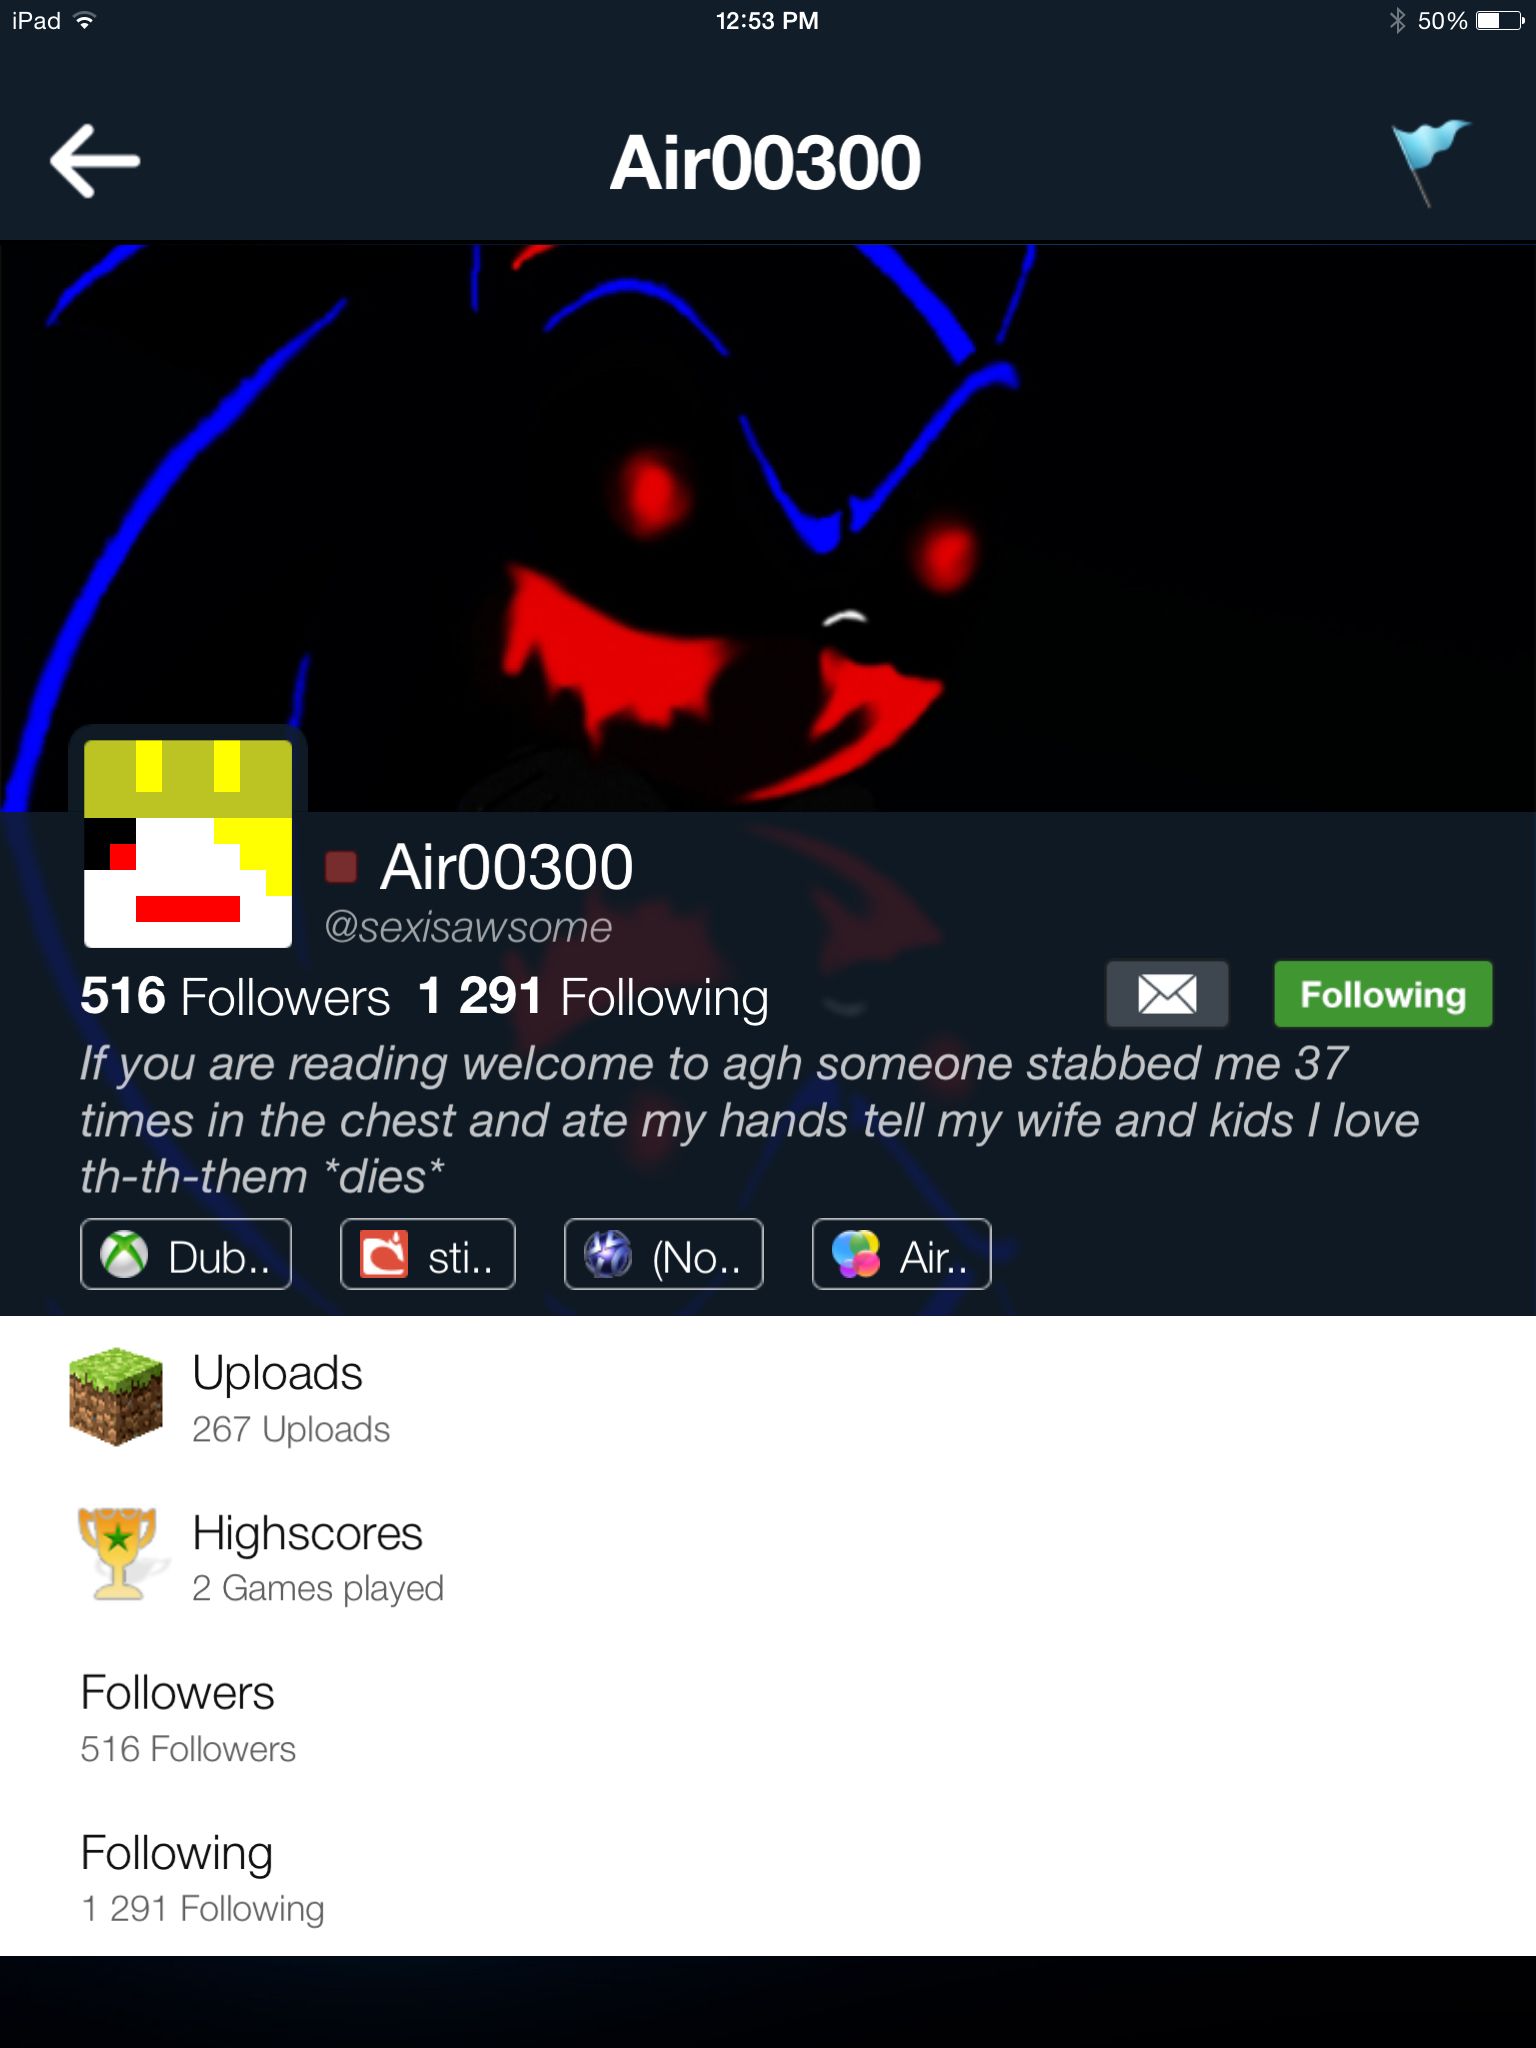 iPad 12:53 PM 50%
Air00300
Air00300
@sexisawsome
516 Followers 1 291 Following
Following
If you are reading welcome to agh someone stabbed me 37
times in the chest and ate my hands tell my wife and kids I love
th-th-them *dies*
Dub.. sti.. (No.. Air..
Uploads
267 Uploads
Highscores
2 Games played
Followers
516 Followers
Following
1 291 Following